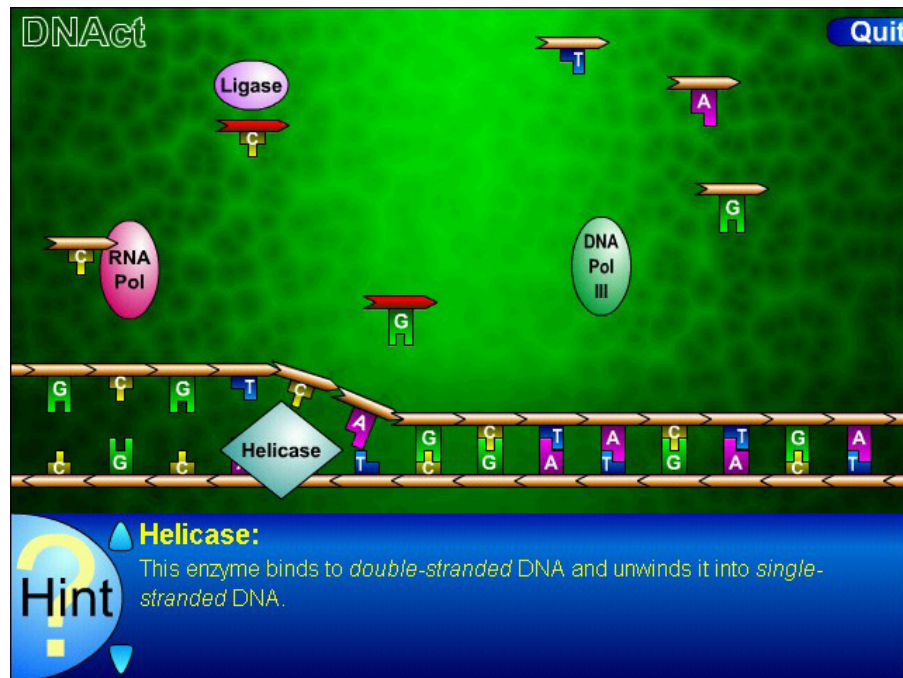 DNAct
Quit
T
Ligase
A
C
G
C
RNA
Pol
DNA
Pol
III
G
G C G T C A G C T A C T G A
C G C Helicase T C G A T G A C T
Helicase:
This enzyme binds to double-stranded DNA and unwinds it into single-
stranded DNA.
?
Hint